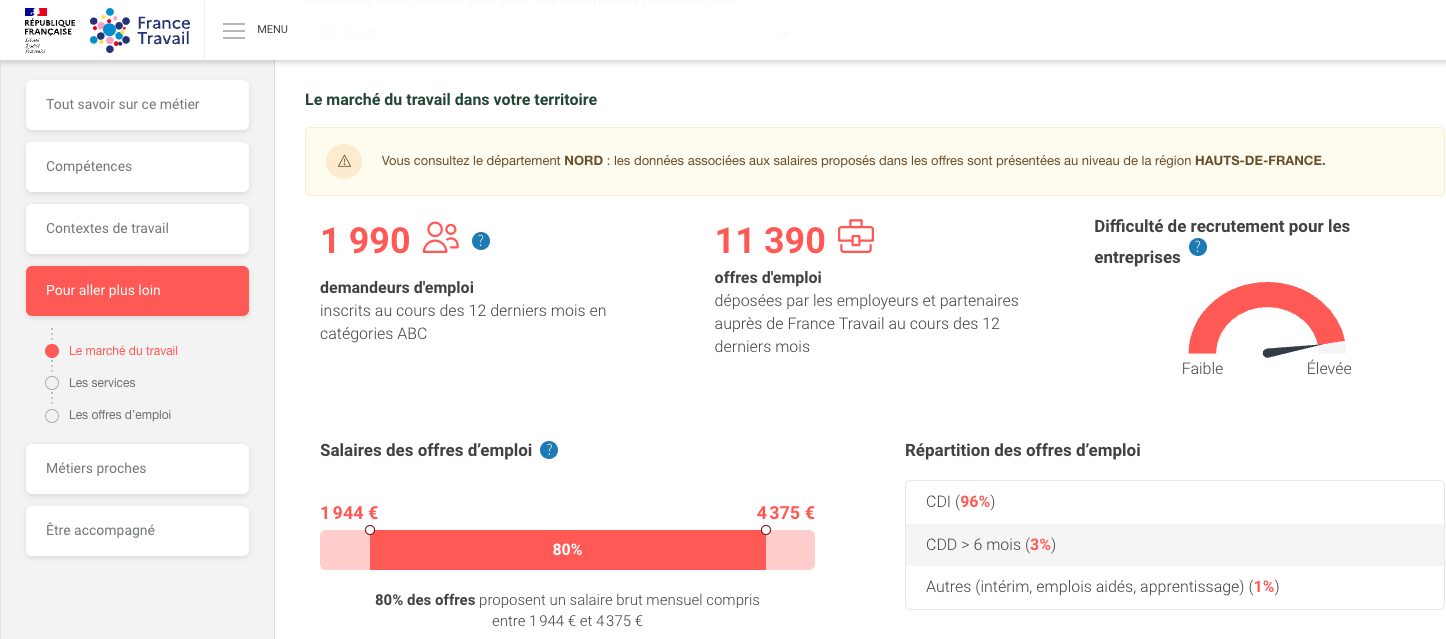 RÉPUBLIQUE
FRANÇAISE
Liberté
Égalité
Fraternité
France
Travail
MENU
Tout savoir sur ce métier
Compétences
Contextes de travail
Pour aller plus loin
Le marché du travail
Les services
Les offres d'emploi
Métiers proches
Être accompagné
Le marché du travail dans votre territoire
Vous consultez le département NORD : les données associées aux salaires proposés dans les offres sont présentées au niveau de la région HAUTS-DE-FRANCE.
1 990 ?
demandeurs d'emploi
inscrits au cours des 12 derniers mois en
catégories ABC
11 390
offres d'emploi
déposées par les employeurs et partenaires
auprès de France Travail au cours des 12
derniers mois
Difficulté de recrutement pour les
entreprises ?
Faible Élevée
Salaires des offres d’emploi ?
1 944 € 4 375 €
80%
80% des offres proposent un salaire brut mensuel compris
entre 1 944 € et 4 375 €
Répartition des offres d’emploi
CDI (96%)
CDD > 6 mois (3%)
Autres (intérim, emplois aidés, apprentissage) (1%)